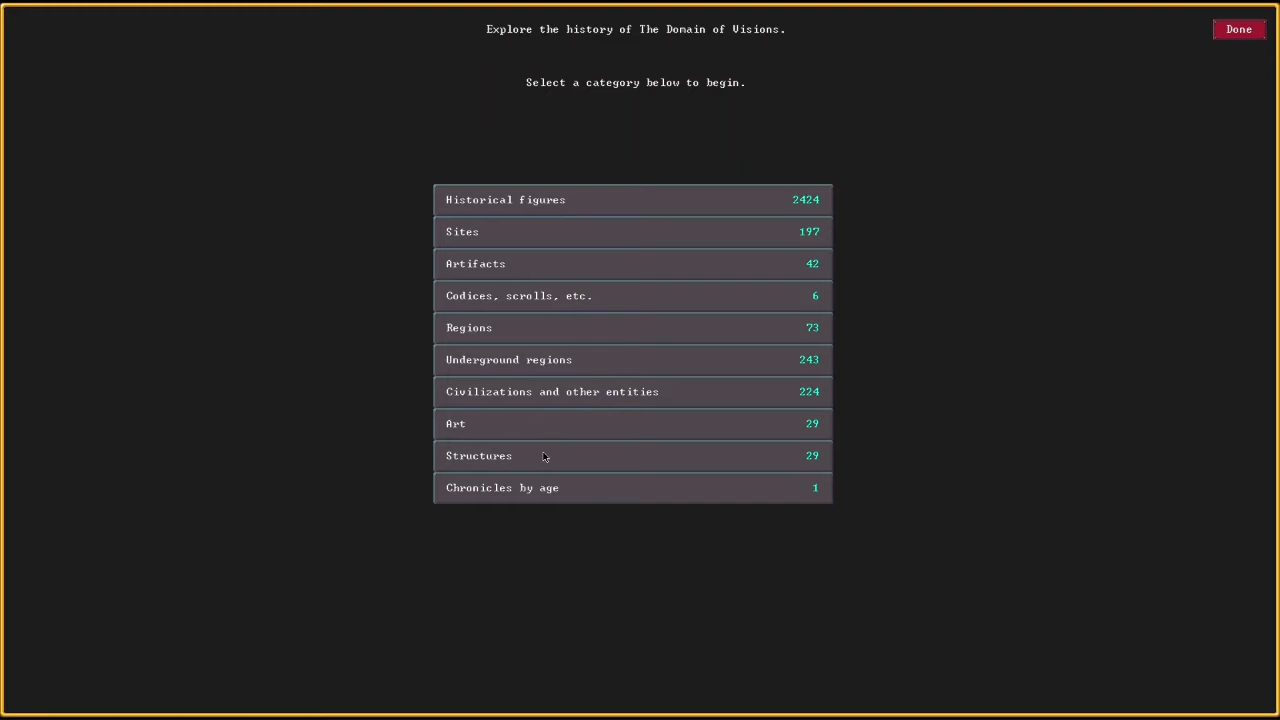 Explore the history of The Domain of Visions.
Done
Select a category below to begin.
Historical figures 2424
Sites 197
Artifacts 42
Codices, scrolls, etc. 6
Regions 73
Underground regions 243
Civilizations and other entities 224
Art 29
Structures 29
Chronicles by age 1